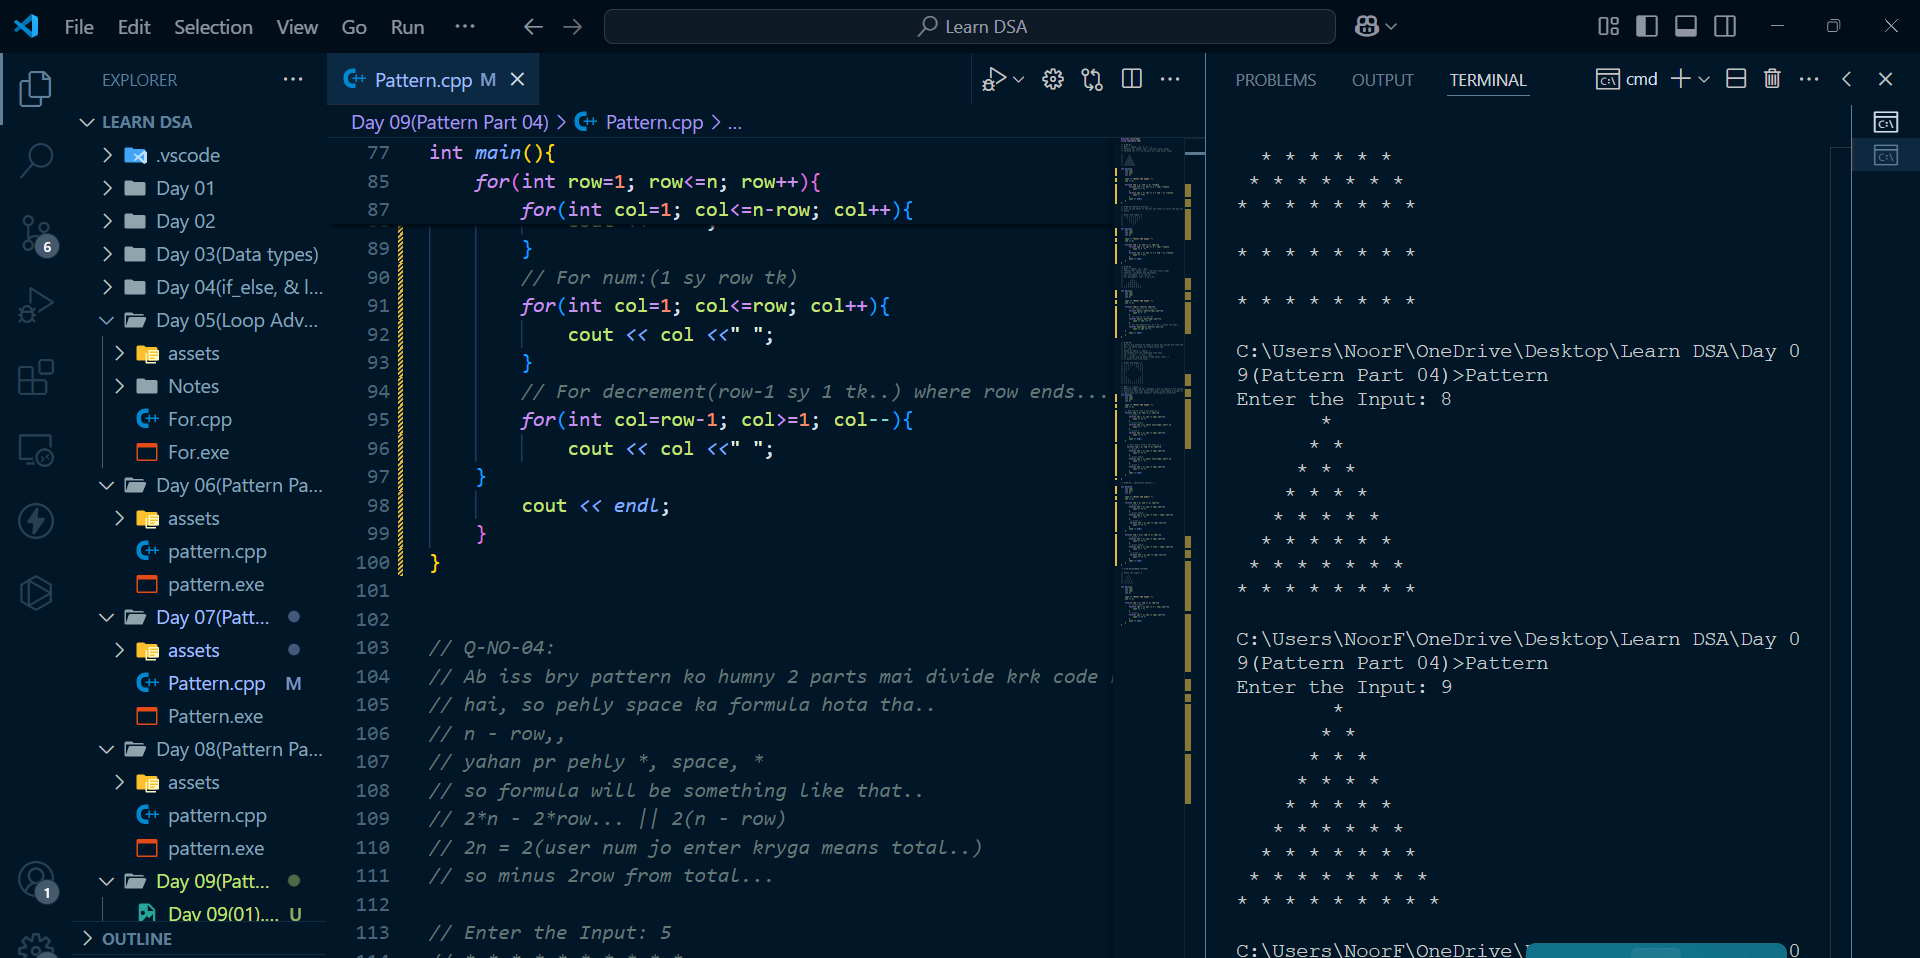 File Edit Selection View Go Run ··· Learn DSA
EXPLORER ···
LEARN DSA
.vscode
Day 01
Day 02
Day 03(Data types)
Day 04(if_else, & l...
Day 05(Loop Adv...
assets
Notes
For.cpp
For.exe
Day 06(Pattern Pa...
assets
pattern.cpp
pattern.exe
Day 07(Patt...
assets
Pattern.cpp M
Pattern.exe
Day 08(Pattern Pa...
assets
pattern.cpp
pattern.exe
Day 09(Patt...
Day 09(01).... U
OUTLINE
6
1
Pattern.cpp M
Day 09(Pattern Part 04) > Pattern.cpp > ...
77 int main(){
85 for(int row=1; row<=n; row++){
87 for(int col=1; col<=n-row; col++){
89 }
90 // For num:(1 sy row tk)
91 for(int col=1; col<=row; col++){
92 cout << col <<" ";
93 }
94 // For decrement(row-1 sy 1 tk..) where row ends...
95 for(int col=row-1; col>=1; col--){
96 cout << col <<" ";
97 }
98 cout << endl;
99 }
100 }
101
102
103 // Q-NO-04:
104 // Ab iss bry pattern ko humny 2 parts mai divide krk code
105 // hai, so pehly space ka formula hota tha..
106 // n - row,,
107 // yahan pr pehly *, space, *
108 // so formula will be something like that..
109 // 2*n - 2*row... || 2(n - row)
110 // 2n = 2(user num jo enter kryga means total..)
111 // so minus 2row from total...
112
113 // Enter the Input: 5
PROBLEMS OUTPUT TERMINAL cmd
* * * * * *
* * * * * * *
* * * * * * * *
* * * * * * * *
* * * * * * * *
C:\Users\NoorF\OneDrive\Desktop\Learn DSA\Day 0
9(Pattern Part 04)>Pattern
Enter the Input: 8
*
* *
* * *
* * * *
* * * * *
* * * * * *
* * * * * * *
* * * * * * * *
C:\Users\NoorF\OneDrive\Desktop\Learn DSA\Day 0
9(Pattern Part 04)>Pattern
Enter the Input: 9
*
* *
* * *
* * * *
* * * * *
* * * * * *
* * * * * * *
* * * * * * * *
* * * * * * * * *
C:\Users\NoorF\OneDrive\ 0